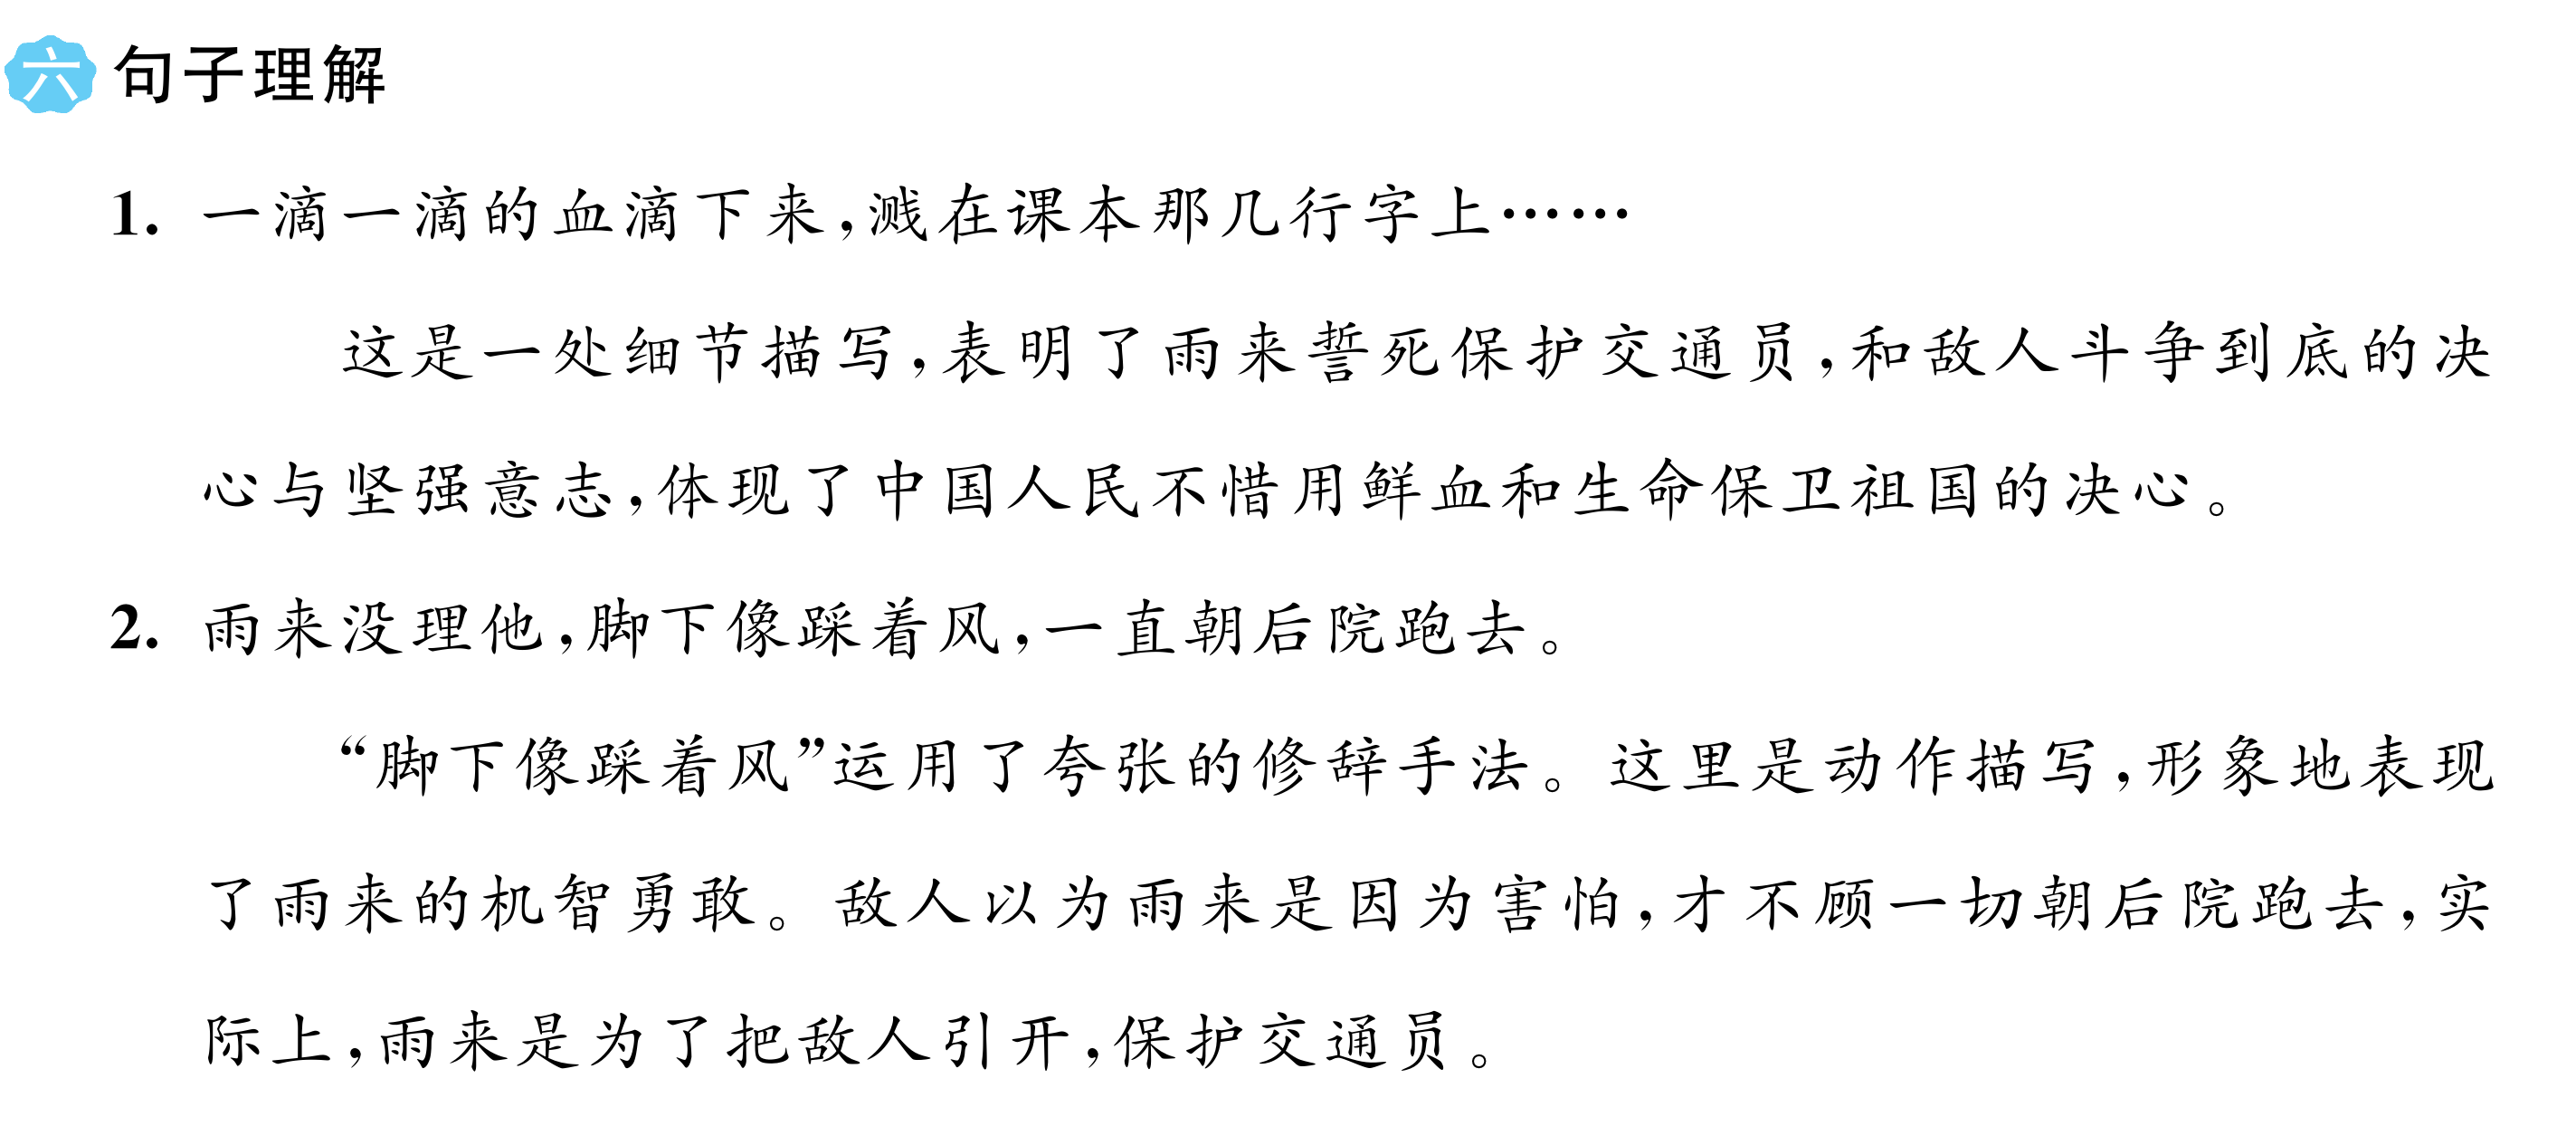 六 句子理解
1. 一滴一滴的血滴下来,溅在课本那几行字上……
这是一处细节描写,表明了雨来誓死保护交通员,和敌人斗争到底的决
心与坚强意志,体现了中国人民不惜用鲜血和生命保卫祖国的决心。
2. 雨来没理他,脚下像踩着风,一直朝后院跑去。
“脚下像踩着风”运用了夸张的修辞手法。这里是动作描写,形象地表现
了雨来的机智勇敢。敌人以为雨来是因为害怕,才不顾一切朝后院跑去,实
际上,雨来是为了把敌人引开,保护交通员。